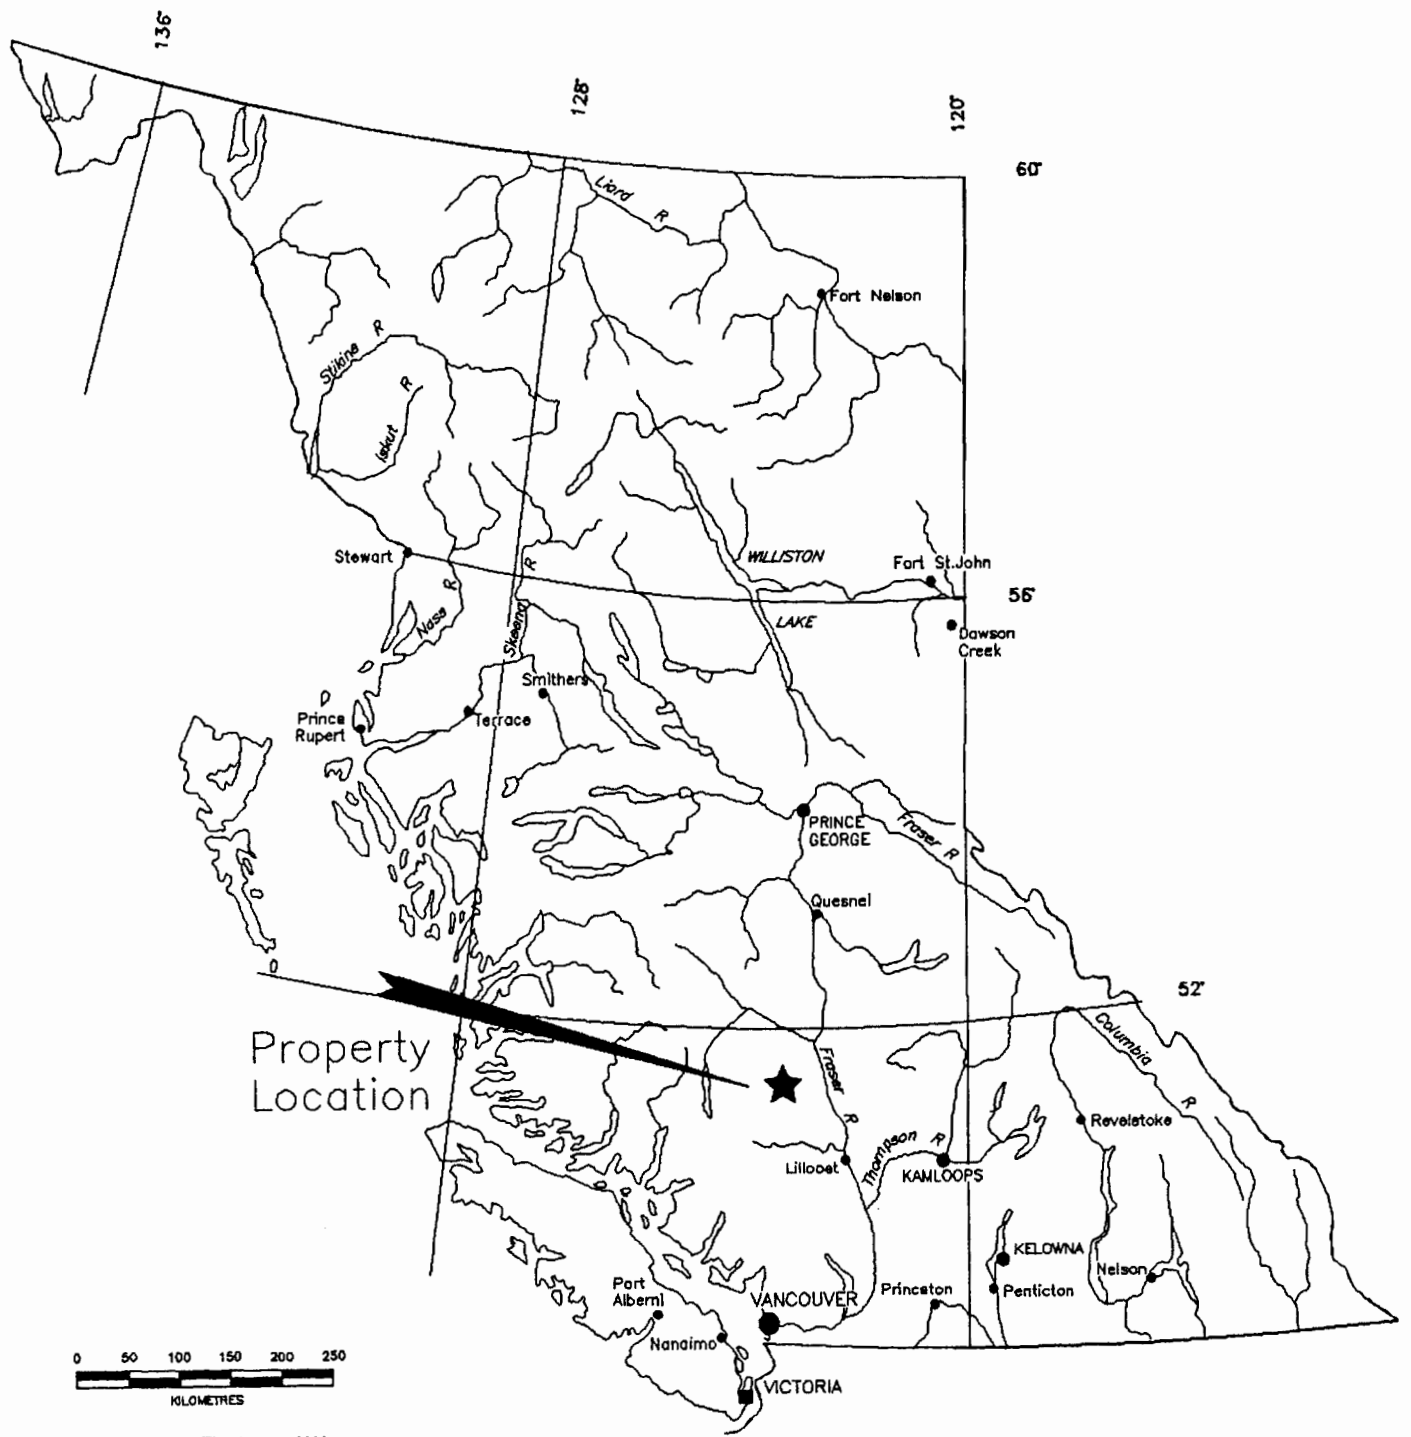 136°
128°
120°
60°
Liard R
Fort Nelson
Stikine R
Iskut R
Stewart
WILLISTON
Fort St.John
56°
Nass R
Skeena R
LAKE
Dawson
Creek
Smithers
Prince
Rupert
Terrace
PRINCE
GEORGE
Fraser R
Quesnel
52°
Property
Location
Columbia R
Fraser R
Revelstoke
Thompson R
Lillooet
KAMLOOPS
KELOWNA
Nelson
Port
Alberni
VANCOUVER
Princeton
Penticton
Nanaimo
0 50 100 150 200 250
KILOMETRES
VICTORIA